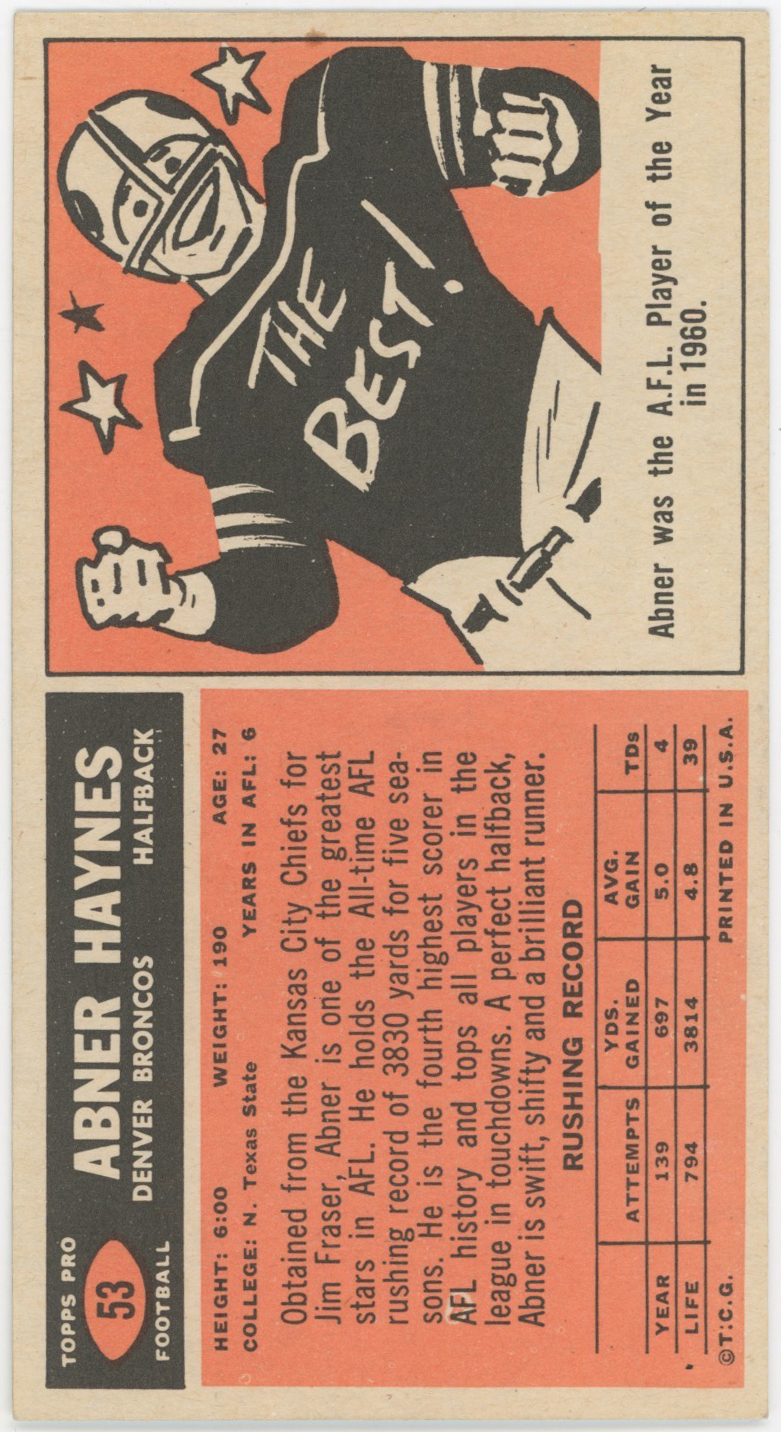 TOPPS PRO
53
FOOTBALL
ABNER HAYNES
DENVER BRONCOS HALFBACK
HEIGHT: 6:00 WEIGHT: 190 AGE: 27
COLLEGE: N. Texas State YEARS IN AFL: 6
Obtained from the Kansas City Chiefs for
Jim Fraser, Abner is one of the greatest
stars in AFL. He holds the All-time AFL
rushing record of 3830 yards for five sea-
sons. He is the fourth highest scorer in
AFL history and tops all players in the
league in touchdowns. A perfect halfback,
Abner is swift, shifty and a brilliant runner.
RUSHING RECORD
ATTEMPTS YDS. GAINED AVG. GAIN TDs
YEAR 139 697 5.0 4
LIFE 794 3814 4.8 39
©T.C.G. PRINTED IN U.S.A.
THE
BEST!
Abner was the A.F.L. Player of the Year
in 1960.